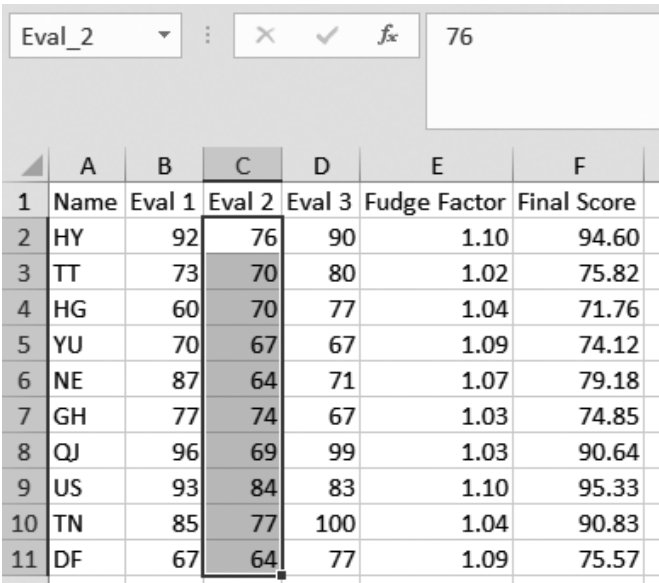 Eval_2 fx 76
A B C D E F
1 Name Eval 1 Eval 2 Eval 3 Fudge Factor Final Score
2 HY 92 76 90 1.10 94.60
3 TT 73 70 80 1.02 75.82
4 HG 60 70 77 1.04 71.76
5 YU 70 67 67 1.09 74.12
6 NE 87 64 71 1.07 79.18
7 GH 77 74 67 1.03 74.85
8 QJ 96 69 99 1.03 90.64
9 US 93 84 83 1.10 95.33
10 TN 85 77 100 1.04 90.83
11 DF 67 64 77 1.09 75.57